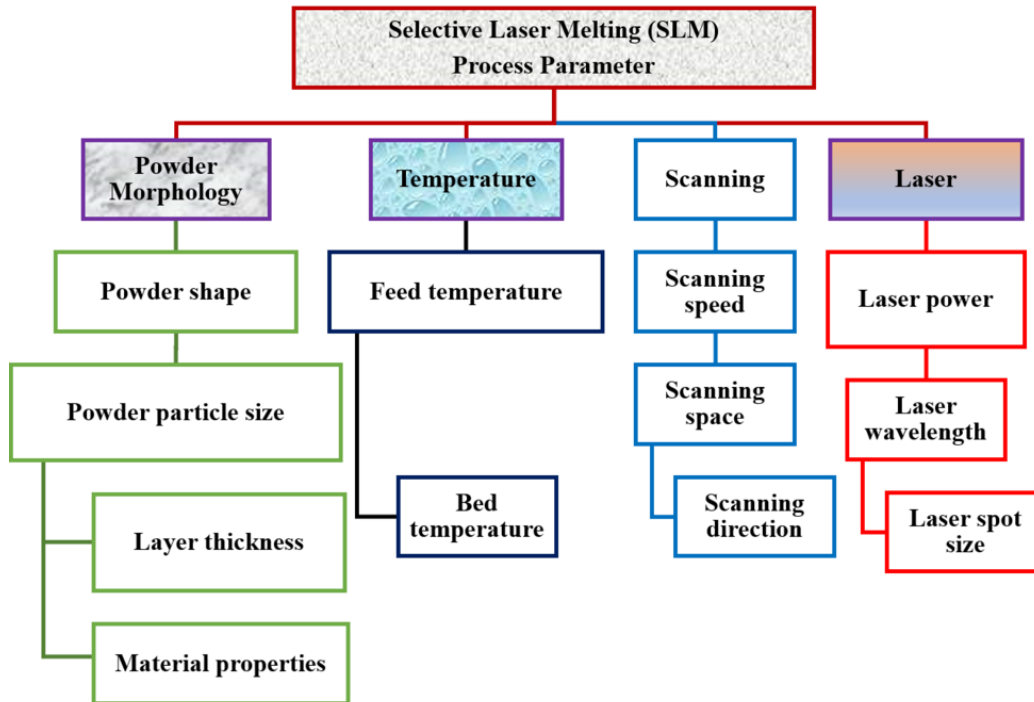 Selective Laser Melting (SLM)
Process Parameter
Powder
Morphology
Temperature
Scanning
Laser
Powder shape
Feed temperature
Scanning
speed
Laser power
Powder particle size
Scanning
space
Laser
wavelength
Layer thickness
Bed
temperature
Scanning
direction
Laser spot
size
Material properties